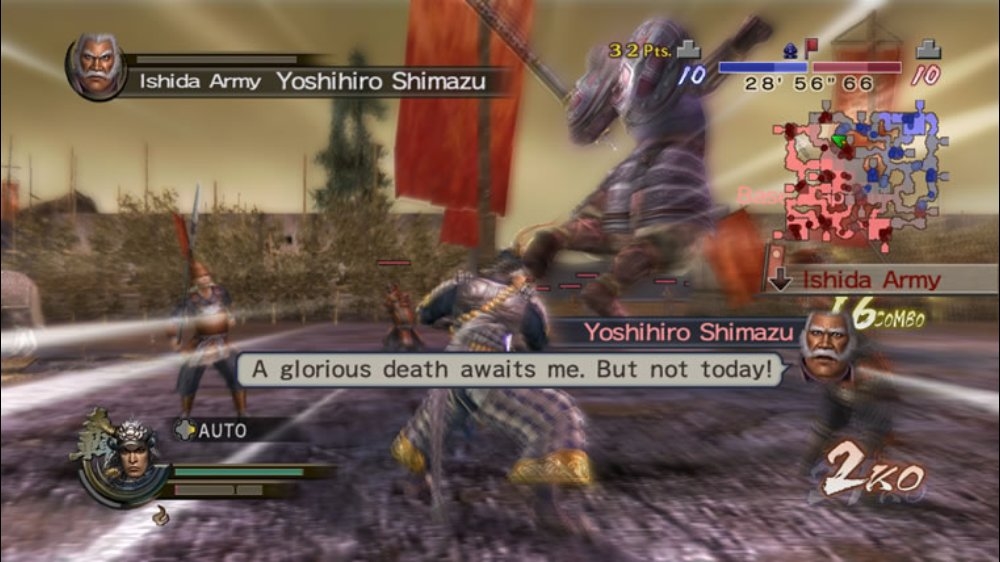 32 Pts.
10
10
28' 56" 66
Ishida Army Yoshihiro Shimazu
Ishida Army
16 COMBO
Yoshihiro Shimazu
A glorious death awaits me. But not today!
AUTO
2 KO